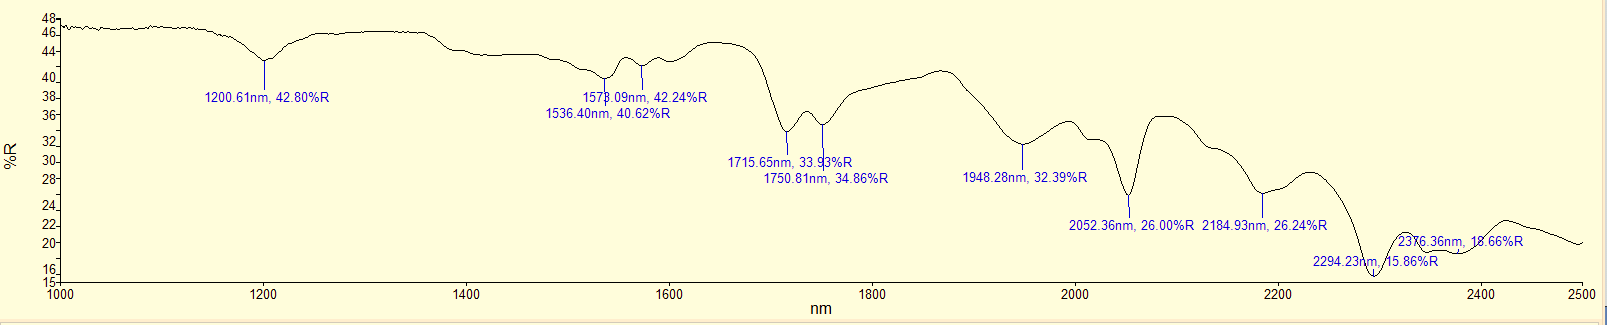 48
46
44
40
38
36
32
30
28
24
22
20
16
15
%R
1200.61nm, 42.80%R
1573.09nm, 42.24%R
1536.40nm, 40.62%R
1715.65nm, 33.93%R
1750.81nm, 34.86%R
1948.28nm, 32.39%R
2052.36nm, 26.00%R
2184.93nm, 26.24%R
2376.36nm, 18.66%R
2294.23nm, 15.86%R
1000
1200
1400
1600
1800
2000
2200
2400
2500
nm